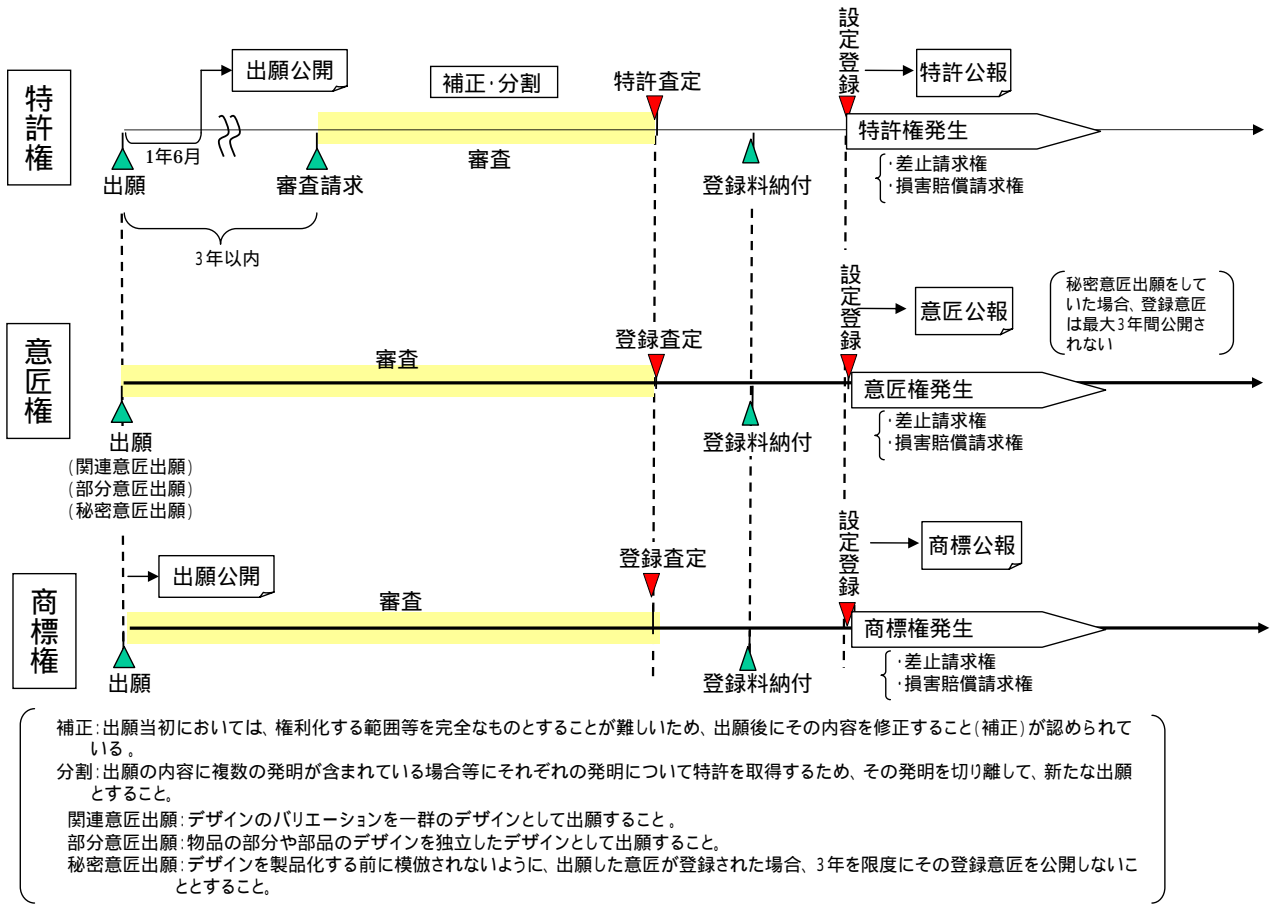 特許権
出願公開
補正･分割
特許査定
設定登録
特許公報
1年6月
審査
特許権発生
出願
審査請求
登録料納付
･差止請求権
･損害賠償請求権
3年以内
意匠権
審査
登録査定
設定登録
意匠公報
秘密意匠出願をして
いた場合、登録意匠
は最大3年間公開さ
れない
意匠権発生
出願
(関連意匠出願)
(部分意匠出願)
(秘密意匠出願)
登録料納付
･差止請求権
･損害賠償請求権
商標権
出願公開
審査
登録査定
設定登録
商標公報
商標権発生
出願
登録料納付
･差止請求権
･損害賠償請求権
補正:出願当初においては、権利化する範囲等を完全なものとすることが難しいため、出願後にその内容を修正すること(補正)が認められて
いる。
分割:出願の内容に複数の発明が含まれている場合等にそれぞれの発明について特許を取得するため、その発明を切り離して、新たな出願
とすること。
関連意匠出願:デザインのバリエーションを一群のデザインとして出願すること。
部分意匠出願:物品の部分や部品のデザインを独立したデザインとして出願すること。
秘密意匠出願:デザインを製品化する前に模倣されないように、出願した意匠が登録された場合、3年を限度にその登録意匠を公開しないこ
ととすること。